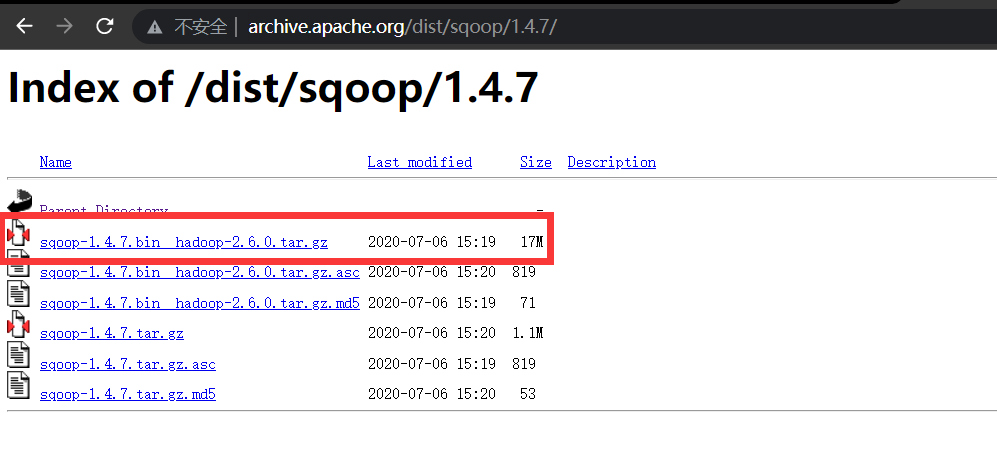 不安全 | archive.apache.org/dist/sqoop/1.4.7/
Index of /dist/sqoop/1.4.7
Name Last modified Size Description
Parent Directory -
sqoop-1.4.7.bin__hadoop-2.6.0.tar.gz 2020-07-06 15:19 17M
sqoop-1.4.7.bin__hadoop-2.6.0.tar.gz.asc 2020-07-06 15:20 819
sqoop-1.4.7.bin__hadoop-2.6.0.tar.gz.md5 2020-07-06 15:19 71
sqoop-1.4.7.tar.gz 2020-07-06 15:20 1.1M
sqoop-1.4.7.tar.gz.asc 2020-07-06 15:19 819
sqoop-1.4.7.tar.gz.md5 2020-07-06 15:20 53